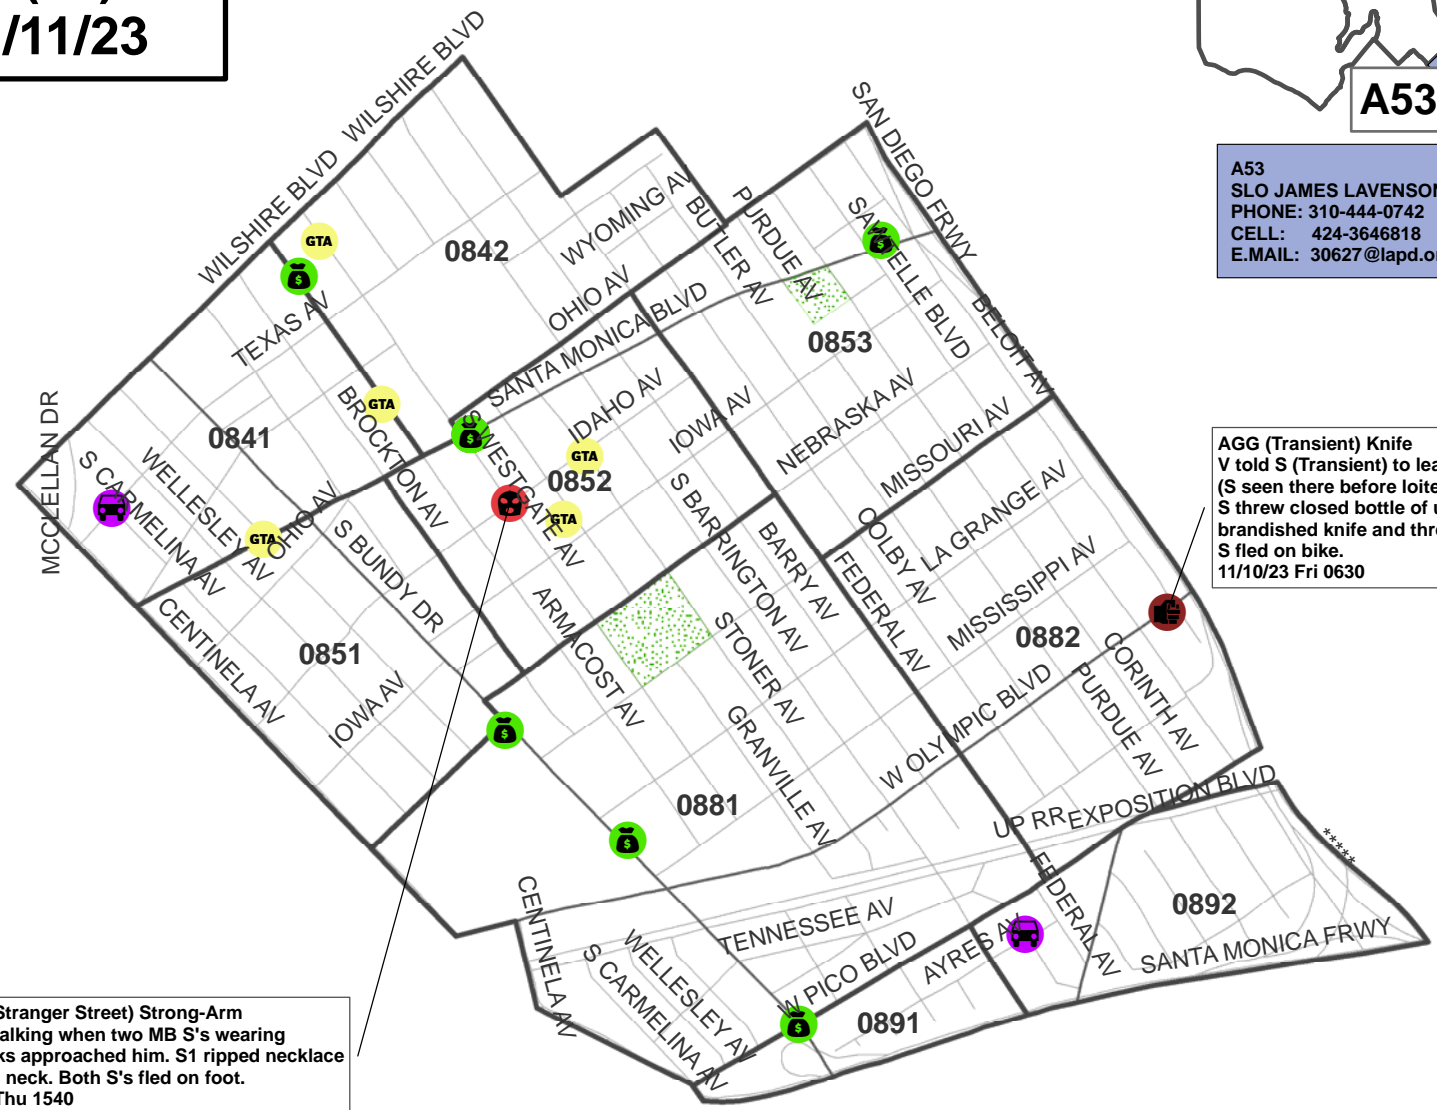 /11/23
WILSHIRE BLVD
WILSHIRE BLVD
SAN DIEGO FRWY
A53
A53
SLO JAMES LAVENSON
PHONE: 310-444-0742
CELL: 424-3646818
E.MAIL: 30627@lapd.o
WYOMING AV
BUTLER AV
PURDUE AV
SAWTELLE BLVD
BELOIT AV
GTA
0842
TEXAS AV
OHIO AV
SANTA MONICA BLVD
0853
MCCLELLAN DR
BROCKTON AV
GTA
0841
S WESTGATE AV
IDAHO AV
IOWA AV
NEBRASKA AV
MISSOURI AV
S CARMELINA AV
WELLESLEY AV
GTA
OHIO AV
S BUNDY DR
GTA
0852
GTA
S BARRINGTON AV
BARRY AV
FEDERAL AV
COLBY AV
LA GRANGE AV
MISSISSIPPI AV
0882
AGG (Transient) Knife
V told S (Transient) to lea
(S seen there before loite
S threw closed bottle of
brandished knife and thr
S fled on bike.
11/10/23 Fri 0630
CENTINELA AV
0851
IOWA AV
ARMACOST AV
STONER AV
GRANVILLE AV
W OLYMPIC BLVD
PURDUE AV
CORINTH AV
0881
UP RR
EXPOSITION BLVD
*****
CENTINELA AV
S CARMELINA AV
WELLESLEY AV
TENNESSEE AV
W PICO BLVD
AYRES AV
FEDERAL AV
0892
SANTA MONICA FRWY
0891
Stranger Street) Strong-Arm
alking when two MB S's wearing
ks approached him. S1 ripped necklace
neck. Both S's fled on foot.
Thu 1540